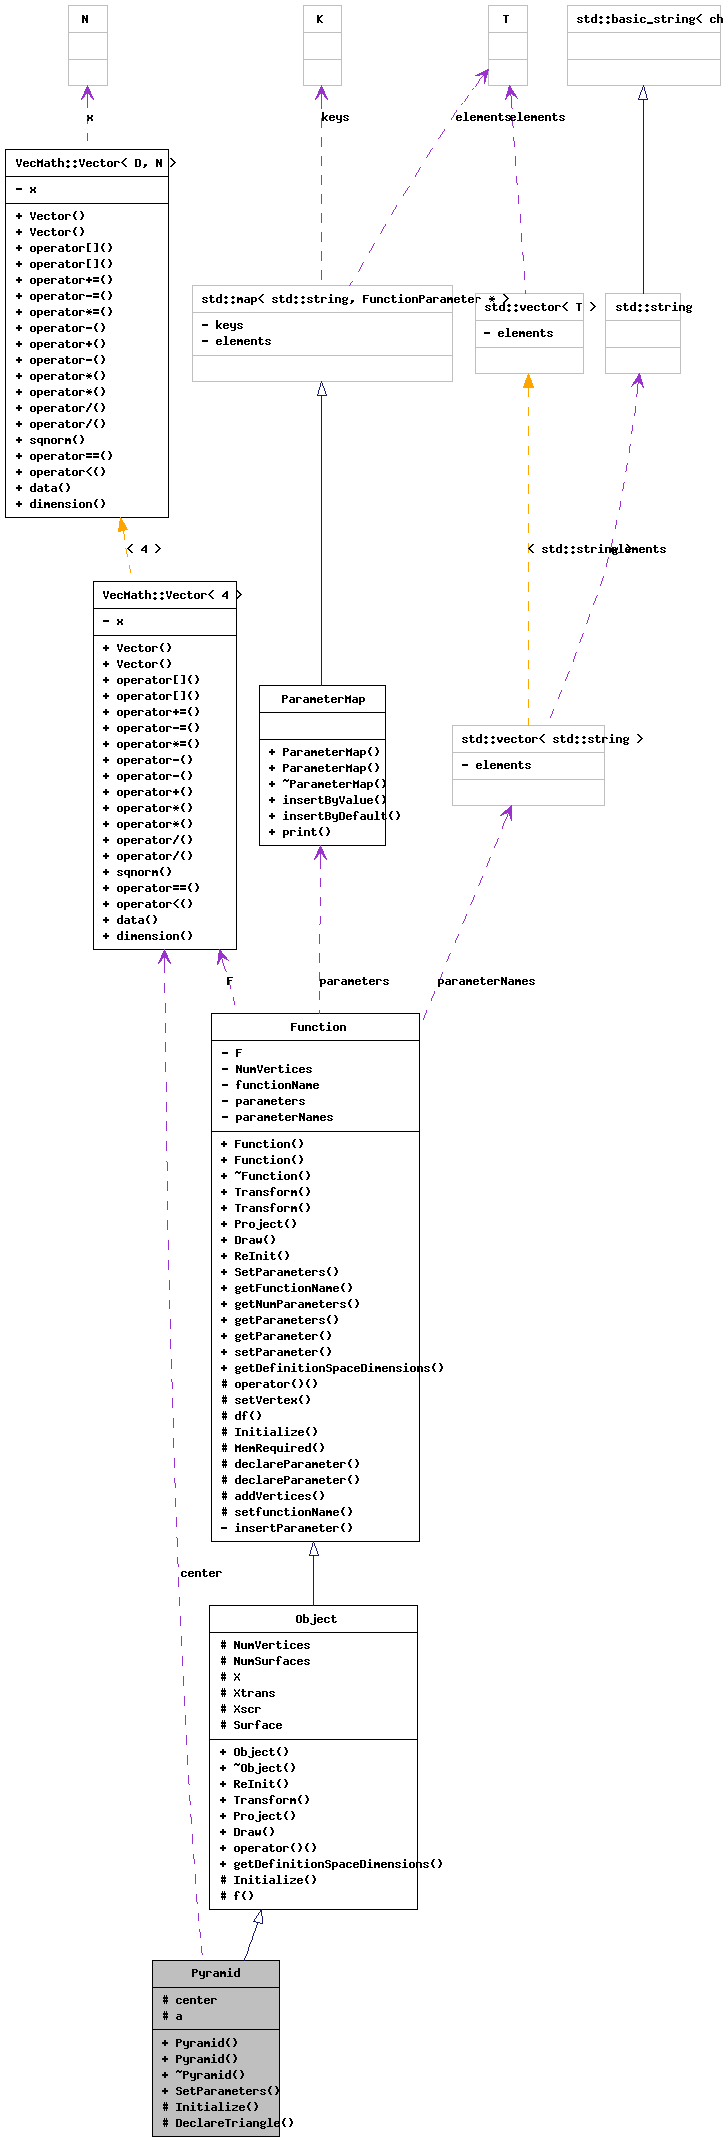 N
K
T
std::basic_string< ch
x
keys
elements
elements
VecMath::Vector< D, N >
- x
+ Vector()
+ Vector()
+ operator[]()
+ operator[]()
+ operator+=()
+ operator-=()
+ operator*=()
+ operator-()
+ operator+()
+ operator-()
+ operator*()
+ operator*()
+ operator/()
+ operator/()
+ sqnorm()
+ operator==()
+ operator<()
+ data()
+ dimension()
std::map< std::string, FunctionParameter * >
- keys
- elements
std::vector< T >
- elements
std::string
< 4 >
< std::string >
elements
VecMath::Vector< 4 >
- x
+ Vector()
+ Vector()
+ operator[]()
+ operator[]()
+ operator+=()
+ operator-=()
+ operator*=()
+ operator-()
+ operator-()
+ operator+()
+ operator*()
+ operator*()
+ operator/()
+ operator/()
+ sqnorm()
+ operator==()
+ operator<()
+ data()
+ dimension()
ParameterMap
+ ParameterMap()
+ ParameterMap()
+ ~ParameterMap()
+ insertByValue()
+ insertByDefault()
+ print()
std::vector< std::string >
- elements
F
parameters
parameterNames
Function
- F
- NumVertices
- functionName
- parameters
- parameterNames
+ Function()
+ Function()
+ ~Function()
+ Transform()
+ Transform()
+ Project()
+ Draw()
+ ReInit()
+ SetParameters()
+ getFunctionName()
+ getNumParameters()
+ getParameters()
+ getParameter()
+ setParameter()
+ getDefinitionSpaceDimensions()
# operator()()
# setVertex()
# df()
# Initialize()
# MemRequired()
# declareParameter()
# declareParameter()
# addVertices()
# setfunctionName()
- insertParameter()
center
Object
# NumVertices
# NumSurfaces
# X
# Xtrans
# Xscr
# Surface
+ Object()
+ ~Object()
+ ReInit()
+ Transform()
+ Project()
+ Draw()
+ operator()()
+ getDefinitionSpaceDimensions()
# Initialize()
# f()
Pyramid
# center
# a
+ Pyramid()
+ Pyramid()
+ ~Pyramid()
+ SetParameters()
# Initialize()
# DeclareTriangle()